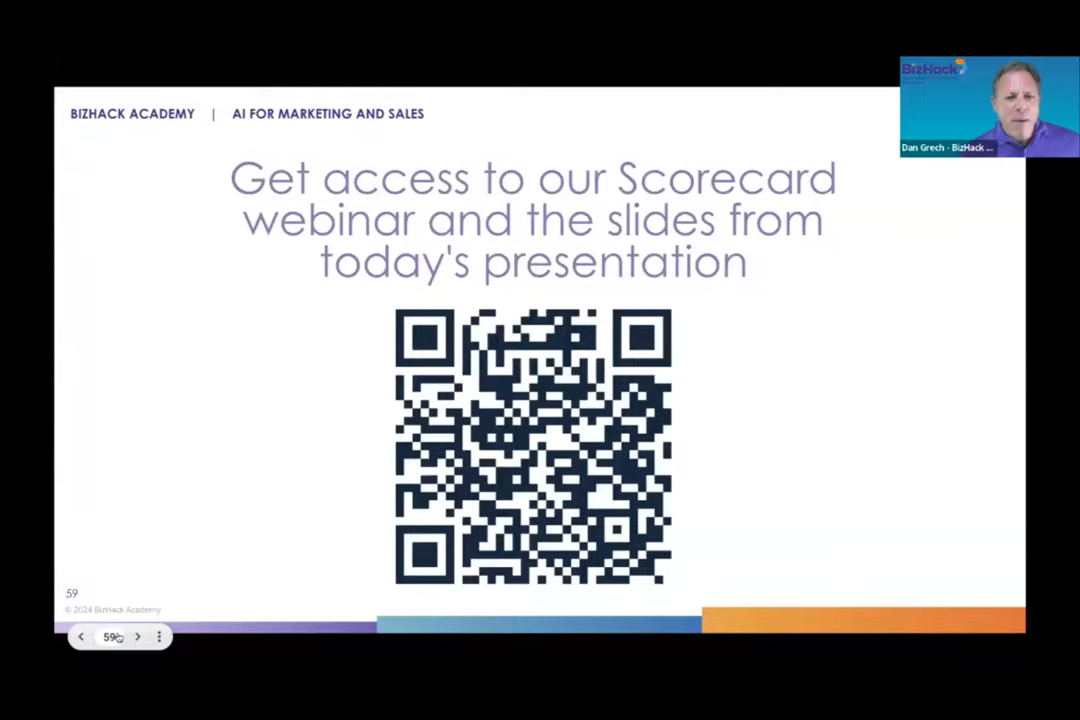 BizHack
Dan Grech - BizHack ...
BIZHACK ACADEMY | AI FOR MARKETING AND SALES
Get access to our Scorecard
webinar and the slides from
today's presentation
59
© 2024 BizHack Academy
59